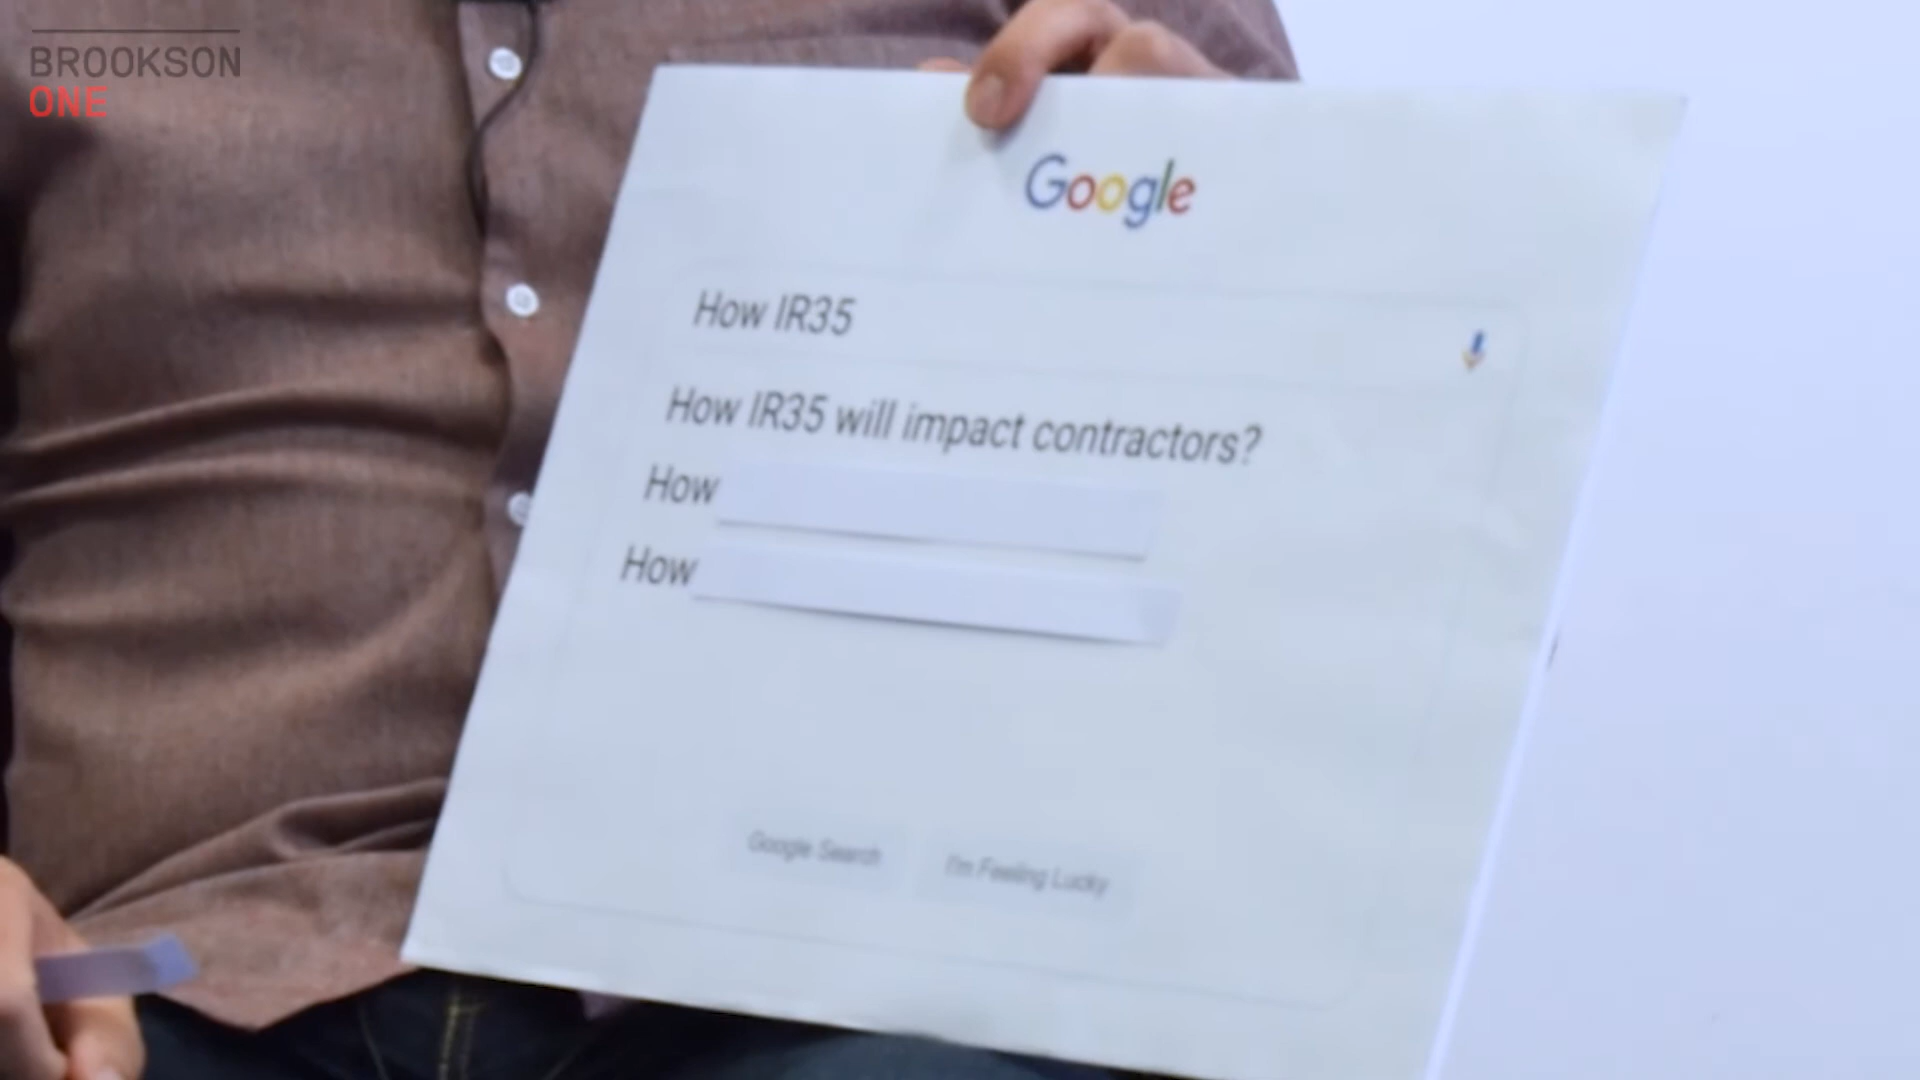 BROOKSON
ONE
Google
How IR35
How IR35 will impact contractors?
How
How
Google Search
I'm Feeling Lucky